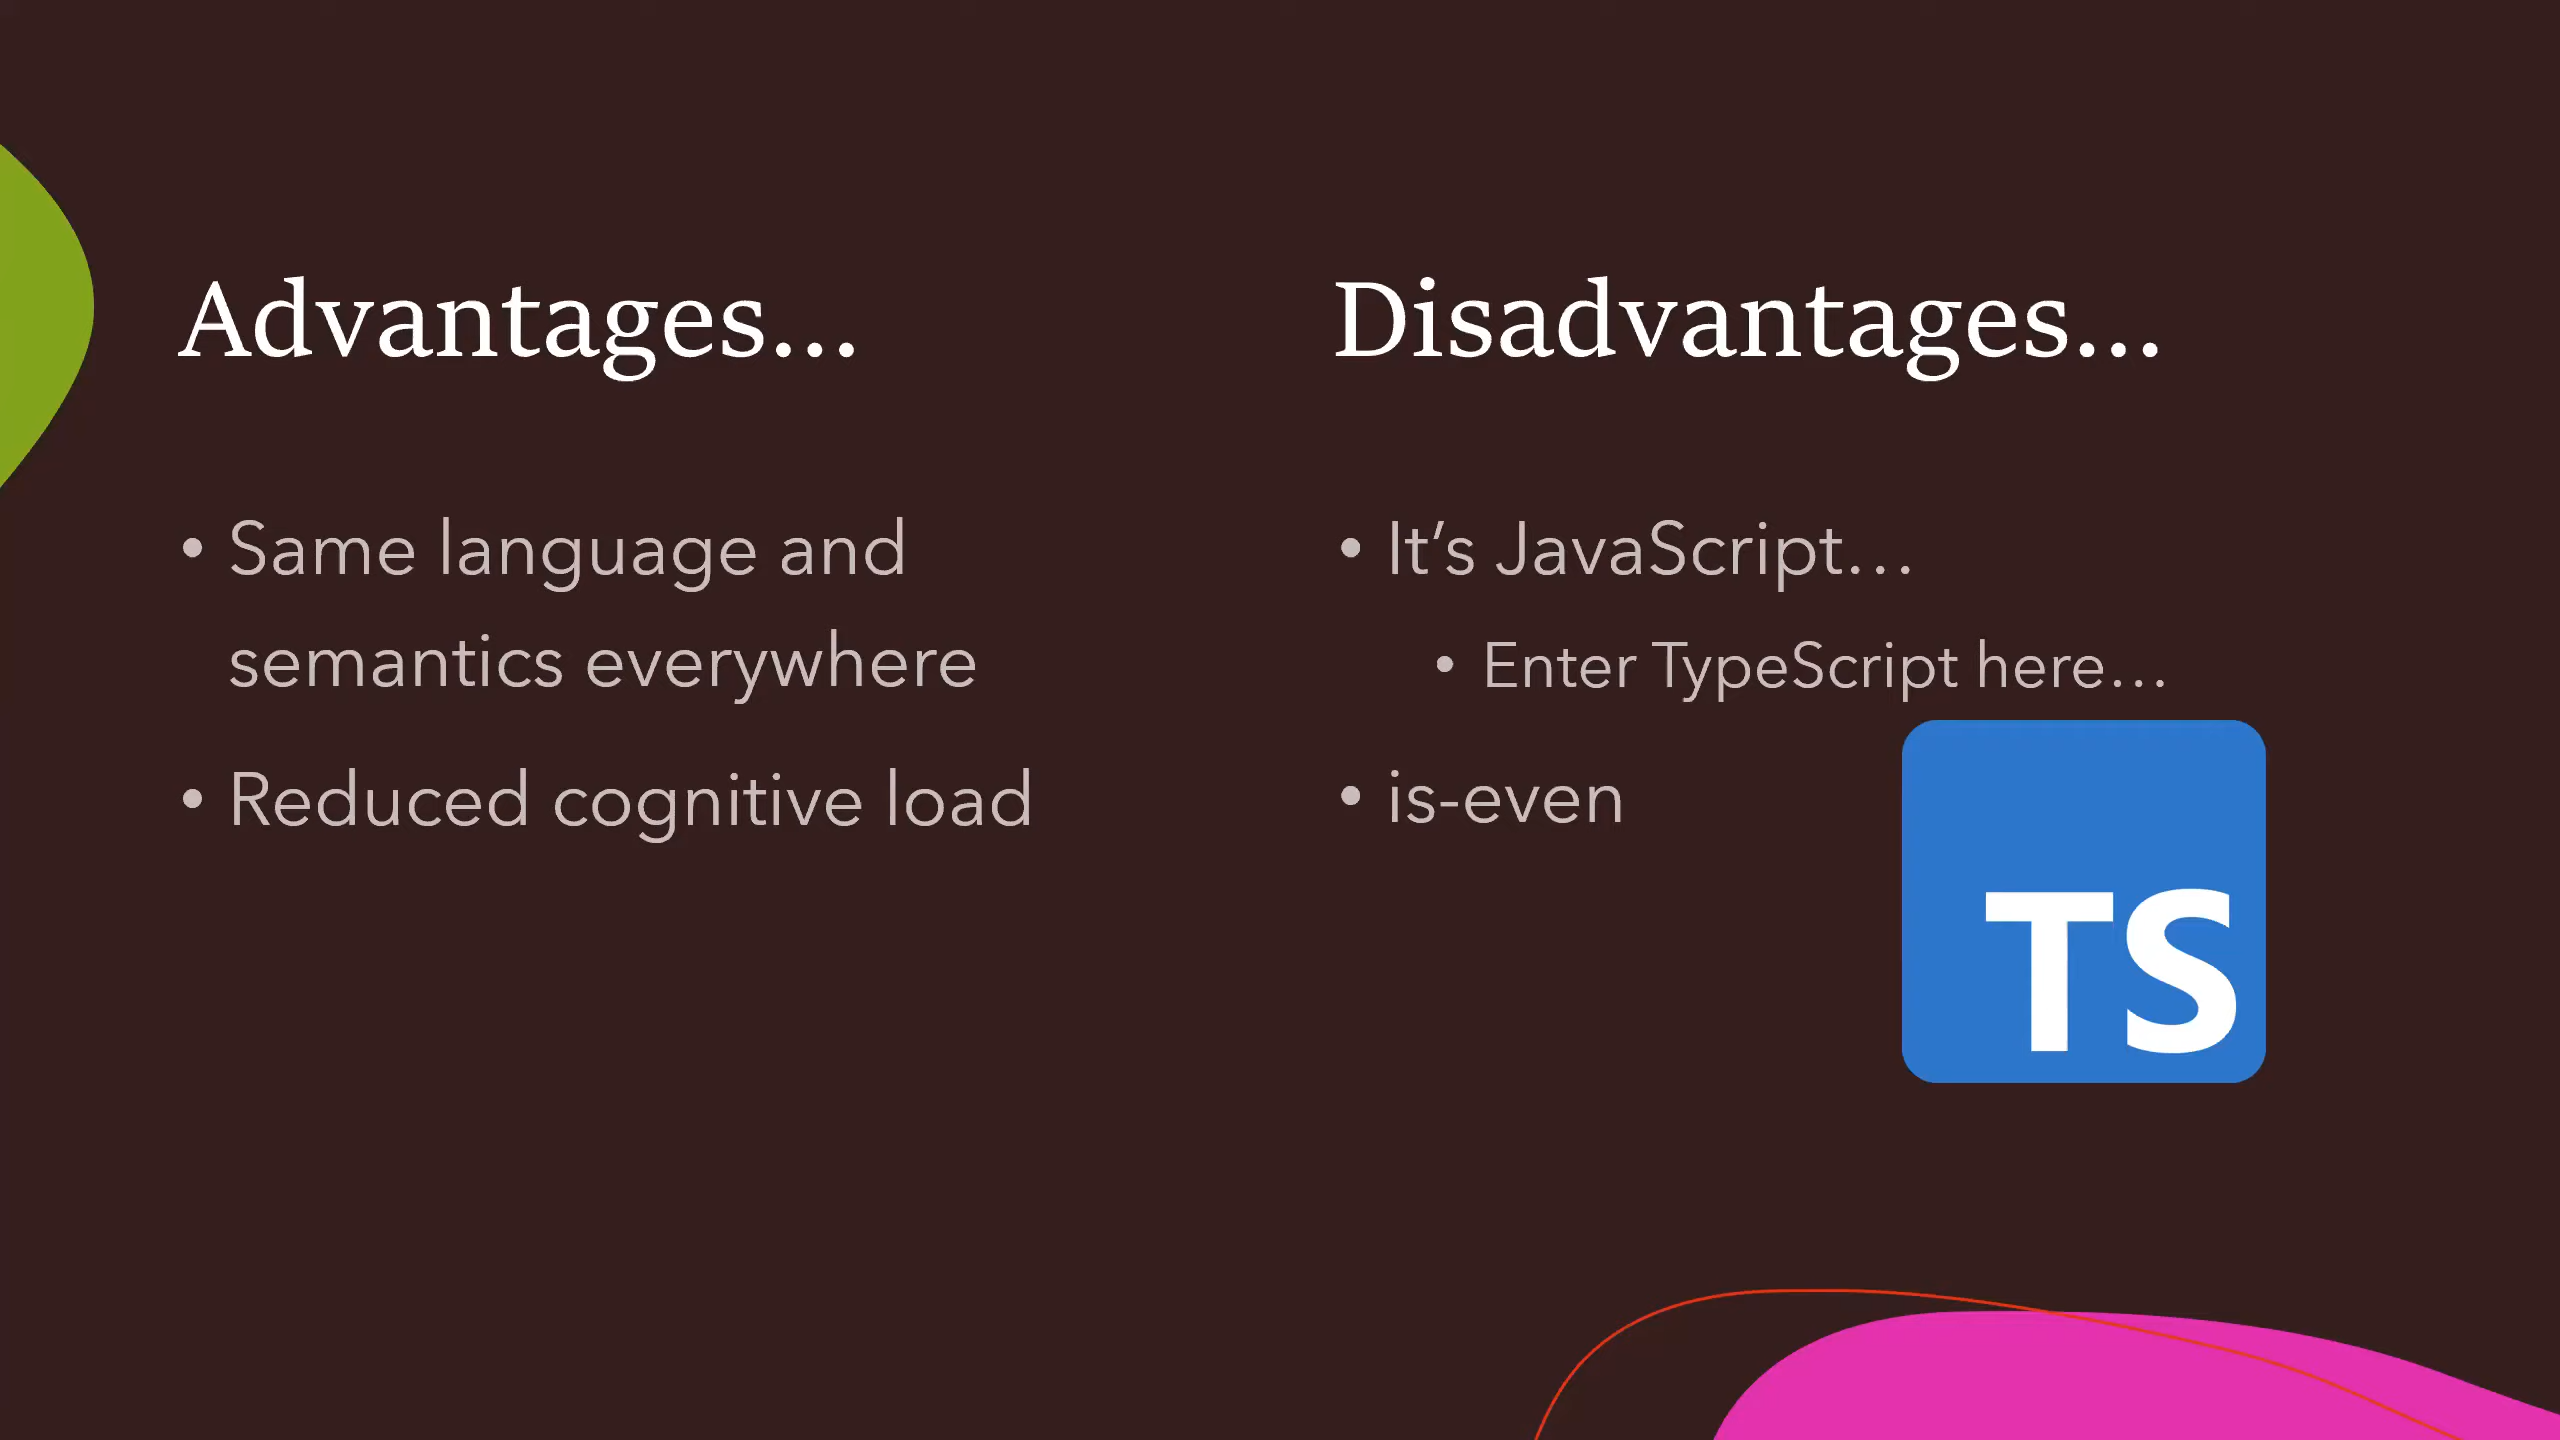 Advantages...
• Same language and
semantics everywhere
• Reduced cognitive load
Disadvantages...
• It’s JavaScript…
• Enter TypeScript here…
• is-even
TS